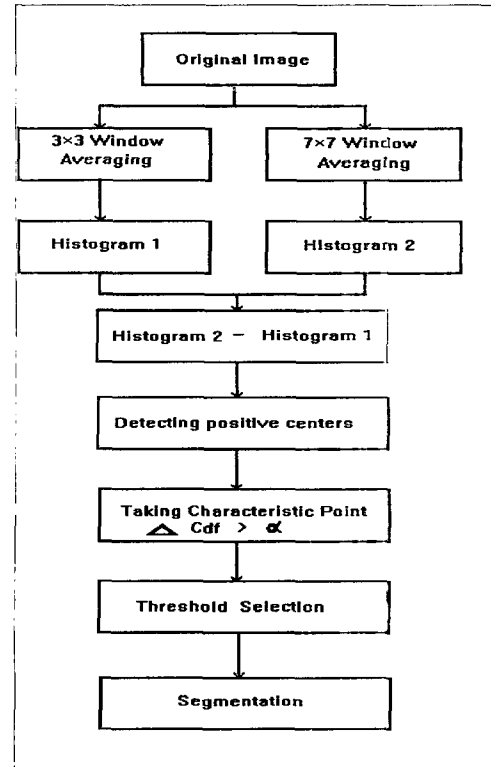 Original Image
3×3 Window
Averaging
7×7 Window
Averaging
Histogram 1
Histogram 2
Histogram 2 − Histogram 1
Detecting positive centers
Taking Characteristic Point
△ Cdf > α
Threshold Selection
Segmentation